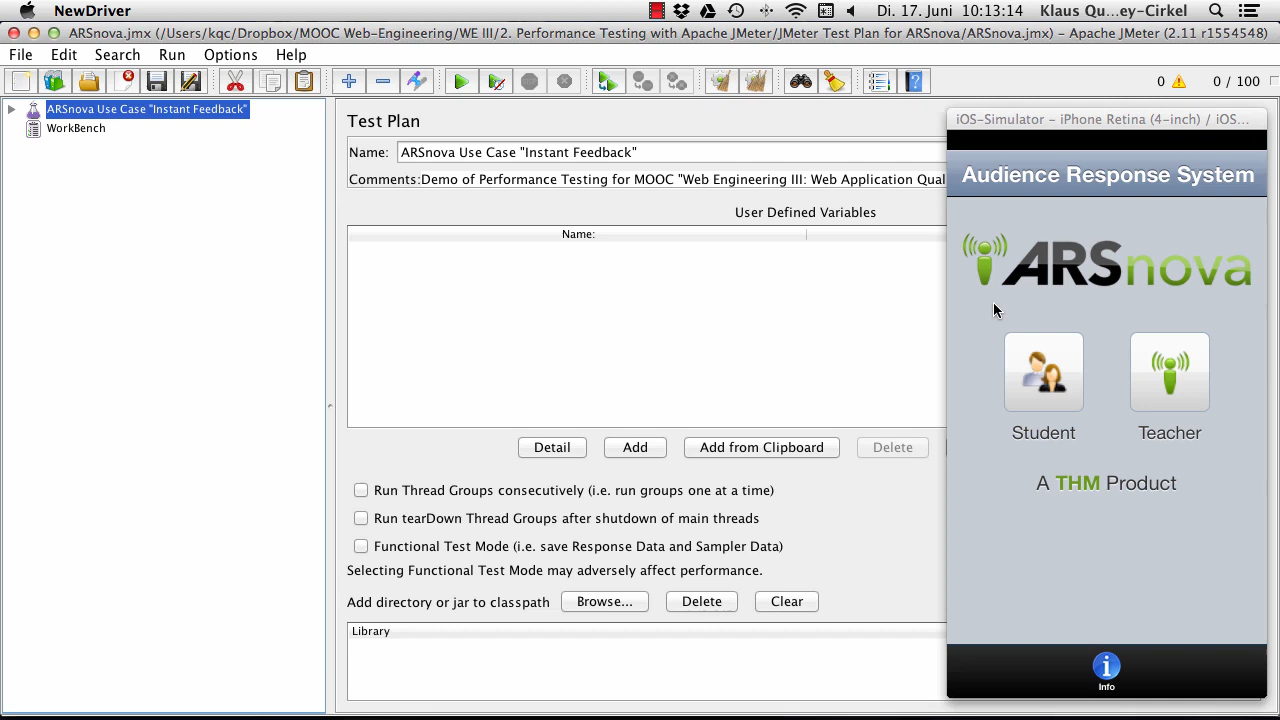 NewDriver
Di. 17. Juni 10:13:14 Klaus Qu...ey-Cirkel
ARSnova.jmx (/Users/kqc/Dropbox/MOOC Web-Engineering/WE III/2. Performance Testing with Apache JMeter/JMeter Test Plan for ARSnova/ARSnova.jmx) – Apache JMeter (2.11 r1554548)
File Edit Search Run Options Help
0 0 / 100
ARSnova Use Case "Instant Feedback"
WorkBench
Test Plan
Name: ARSnova Use Case "Instant Feedback"
Comments:Demo of Performance Testing for MOOC "Web Engineering III: Web Application Qual
User Defined Variables
Name:
Detail Add Add from Clipboard Delete
Run Thread Groups consecutively (i.e. run groups one at a time)
Run tearDown Thread Groups after shutdown of main threads
Functional Test Mode (i.e. save Response Data and Sampler Data)
Selecting Functional Test Mode may adversely affect performance.
Add directory or jar to classpath Browse... Delete Clear
Library
iOS-Simulator – iPhone Retina (4-inch) / iOS...
Audience Response System
ARSnova
Student Teacher
A THM Product
Info